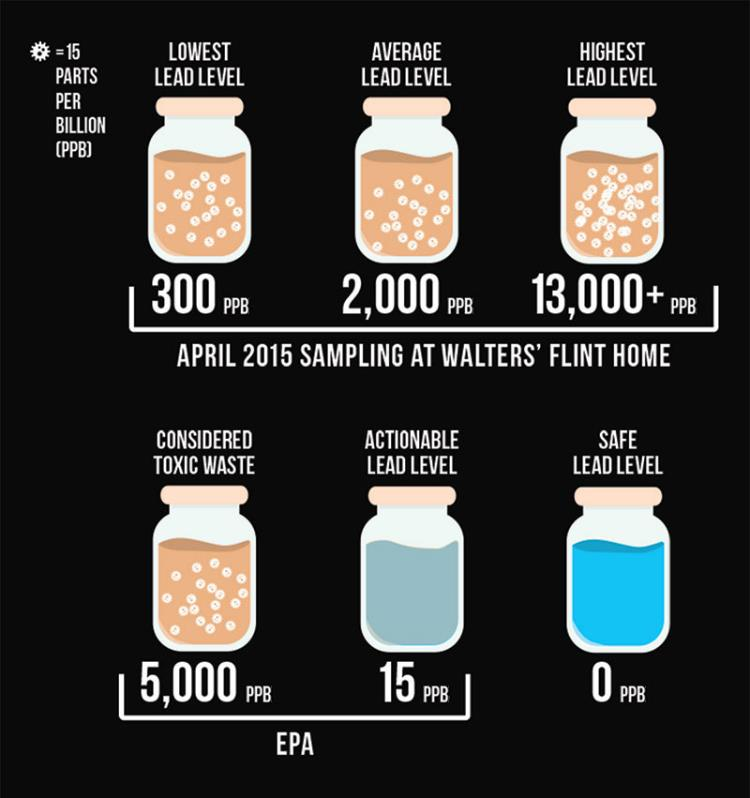 =15
PARTS
PER
BILLION
(PPB)
LOWEST
LEAD LEVEL
AVERAGE
LEAD LEVEL
HIGHEST
LEAD LEVEL
300 PPB
2,000 PPB
13,000+ PPB
APRIL 2015 SAMPLING AT WALTERS' FLINT HOME
CONSIDERED
TOXIC WASTE
ACTIONABLE
LEAD LEVEL
SAFE
LEAD LEVEL
5,000 PPB
15 PPB
0 PPB
EPA